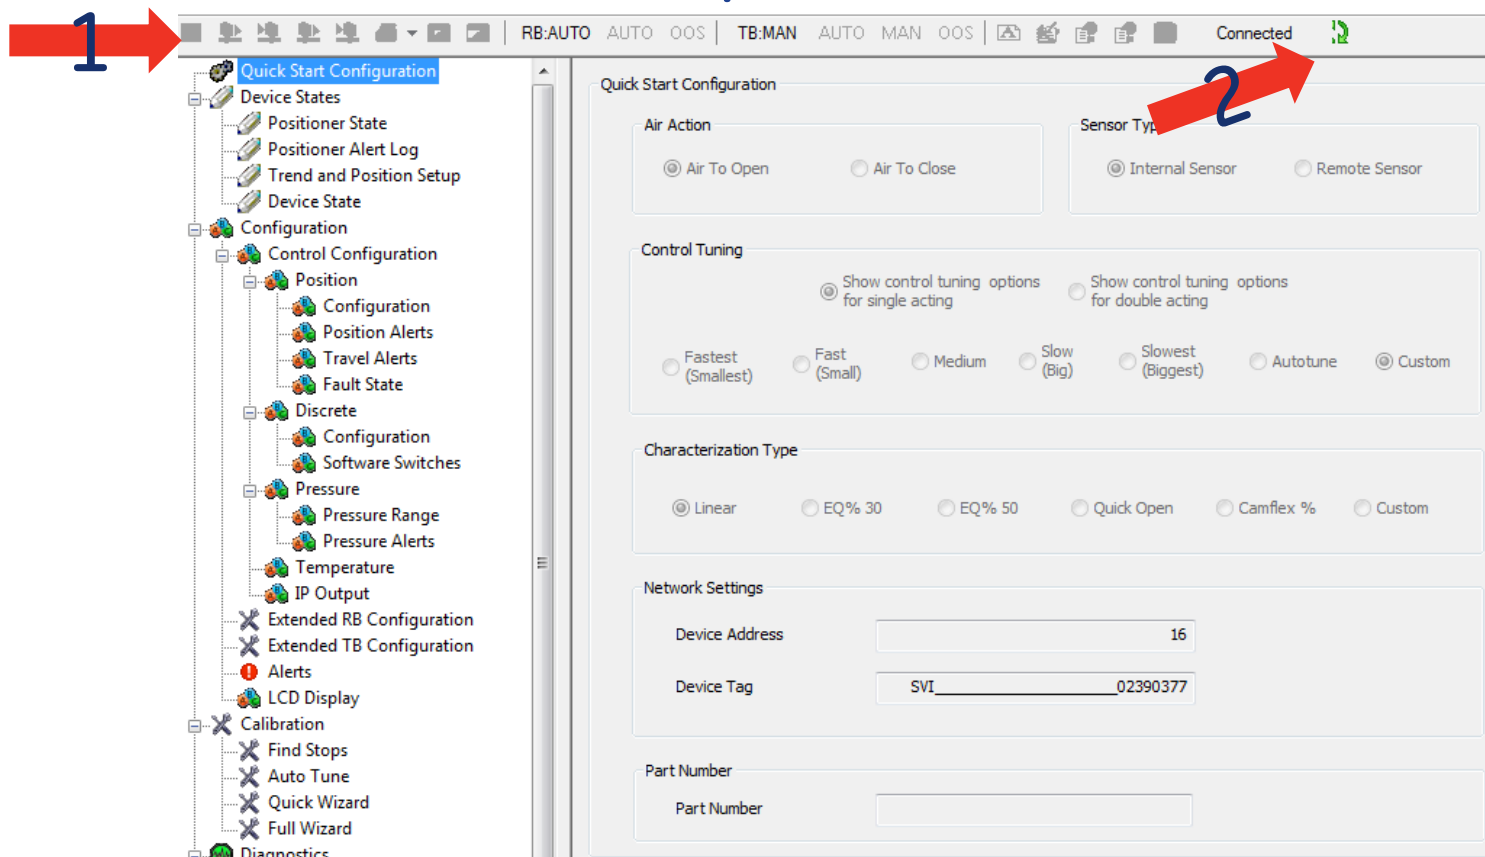 1
RB:AUTO AUTO OOS TB:MAN AUTO MAN OOS Connected
2
Quick Start Configuration
Device States
Positioner State
Positioner Alert Log
Trend and Position Setup
Device State
Configuration
Control Configuration
Position
Configuration
Position Alerts
Travel Alerts
Fault State
Discrete
Configuration
Software Switches
Pressure
Pressure Range
Pressure Alerts
Temperature
IP Output
Extended RB Configuration
Extended TB Configuration
Alerts
LCD Display
Calibration
Find Stops
Auto Tune
Quick Wizard
Full Wizard
Diagnostics
Quick Start Configuration
Air Action
Air To Open Air To Close
Sensor Typ
Internal Sensor Remote Sensor
Control Tuning
Show control tuning options
for single acting
Show control tuning options
for double acting
Fastest
(Smallest)
Fast
(Small)
Medium
Slow
(Big)
Slowest
(Biggest)
Autotune
Custom
Characterization Type
Linear EQ% 30 EQ% 50 Quick Open Camflex % Custom
Network Settings
Device Address 16
Device Tag SVI__________________02390377
Part Number
Part Number